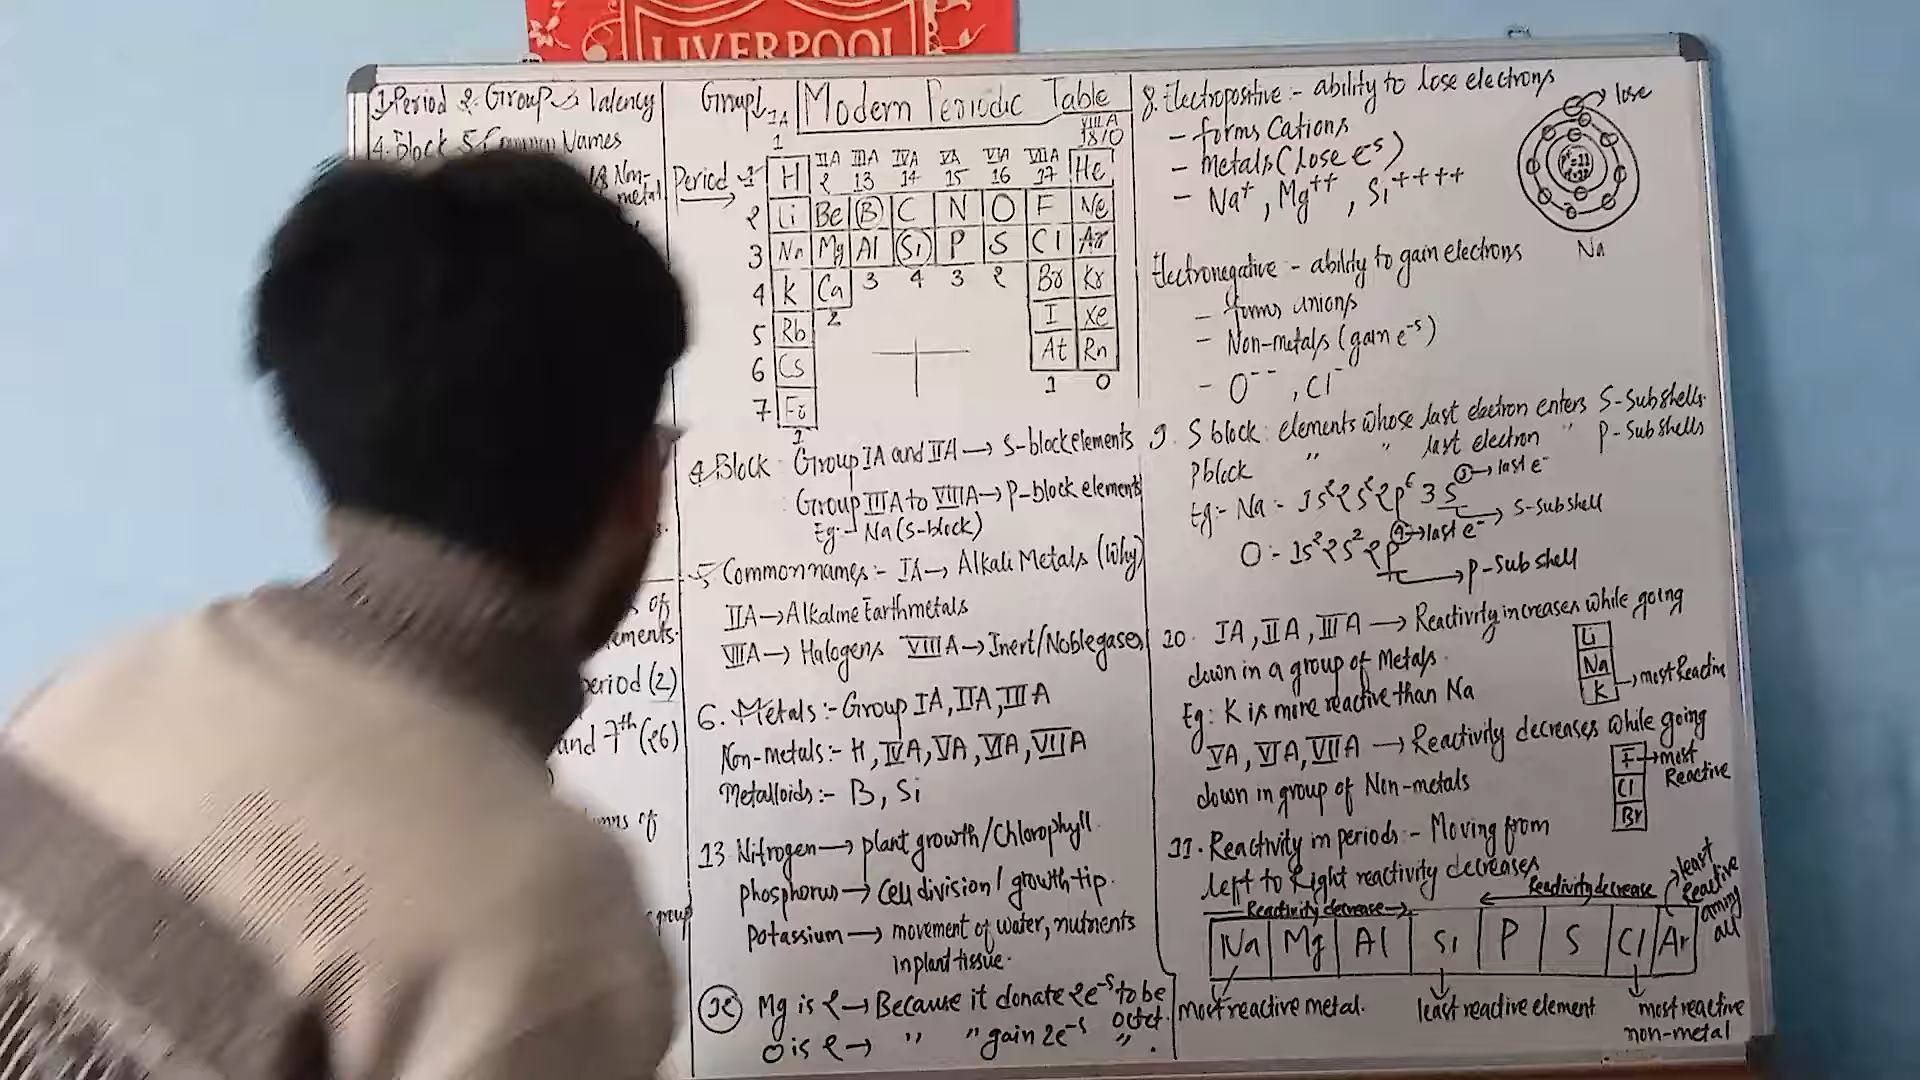 LIVERPOOL
1. Period 2. Group 3 Valency
4. Block 5 Common Names
18 Non-
metal
ements.
period (2)
and 7th (26)
group
Group IA Modern Periodic Table
1 VIIIA
18/0
Period 1 H IIA IIIA IVA VA VIA VIIA He
2 13 14 15 16 17
2 Li Be B C N O F Ne
3 Na Mg Al Si P S Cl Ar
4 K Ca 3 4 3 2 Br Kr
5 Rb 2 I Xe
6 Cs At Rn
7 Fr 1 0
1
4. Block : Group IA and IIA → S-block elements
: Group IIIA to VIIIA → P-block element
Eg:- Na (S-block)
5 Common names :- IA → Alkali Metals (Why)
IIA → Alkaline Earth metals
VIIA → Halogens VIIIA → Inert/Noble gases
6. Metals :- Group IA, IIA, IIIA
Non-metals :- H, IVA, VA, VIA, VIIA
Metalloids :- B, Si
13 Nitrogen → plant growth/Chlorophyll.
phosphorus → Cell division/growth tip.
Potassium → movement of water, nutrients
in plant tissue.
Mg is 2 → Because it donate 2e-s to be
octet.
O is 2 → " " gain 2e-s " .
8. Electropositive :- ability to lose electrons
- forms Cations
- Metals (lose e-s)
- Na+, Mg++, Si++++
lose
Na
Electronegative - ability to gain electrons
- forms anions
- Non-metals (gain e-s)
- O--, Cl-
9. S block : elements whose last electron enters S-Subshells.
P block " " last electron " P-Subshells
Eg:- Na :- 1s2 2s2 2p6 3s1 → last e-
→ S-subshell
O :- 1s2 2s2 2p4 → last e-
→ p-subshell
10. IA, IIA, IIIA → Reactivity increases while going
down in a group of Metals.
Eg: K is more reactive than Na
Li
Na
K → most Reactive
VA, VIA, VIIA → Reactivity decreases while going
down in group of Non-metals
F → most
Reactive
Cl
Br
11. Reactivity in periods :- Moving from
left to Right reactivity decreases
Reactivity decrease → ← Reactivity decrease
least
Reactive
among
all
Na Mg Al Si P S Cl Ar
most reactive metal. least reactive element most reactive
non-metal